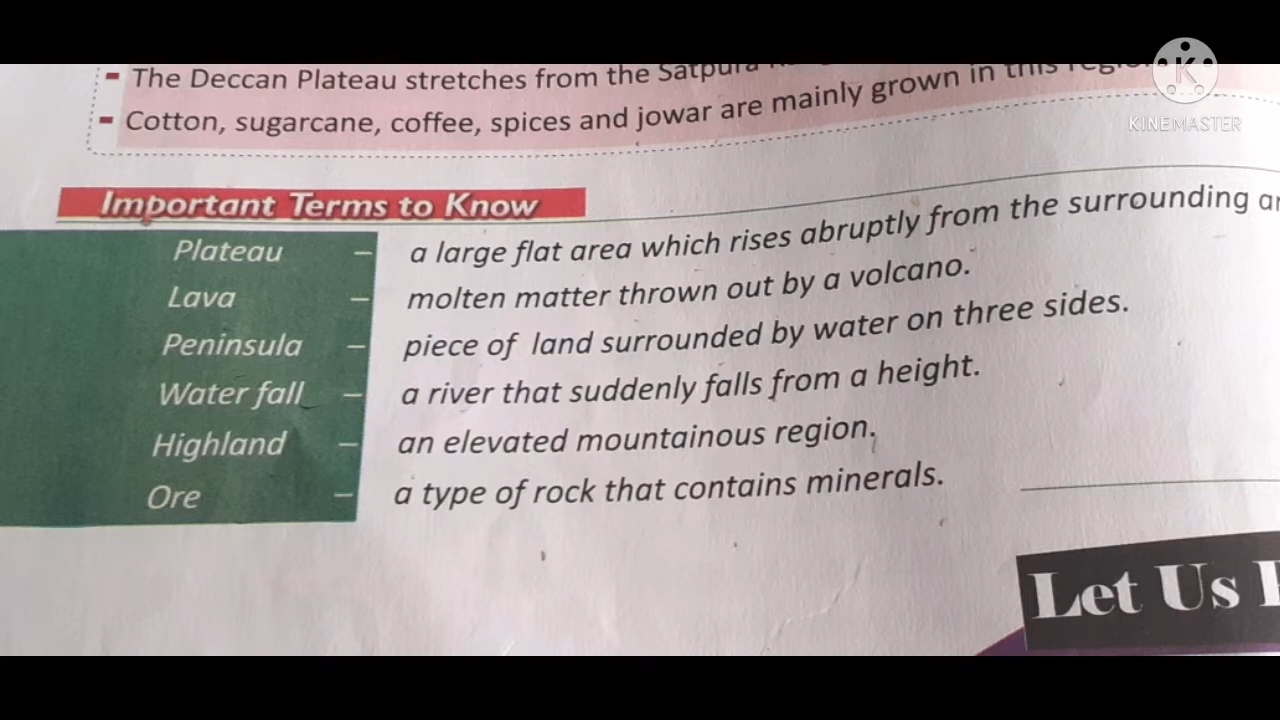 - The Deccan Plateau stretches from the Satpura
- Cotton, sugarcane, coffee, spices and jowar are mainly grown in this
KINEMASTER
Important Terms to Know
Plateau – a large flat area which rises abruptly from the surrounding
Lava – molten matter thrown out by a volcano.
Peninsula – piece of land surrounded by water on three sides.
Water fall – a river that suddenly falls from a height.
Highland – an elevated mountainous region.
Ore – a type of rock that contains minerals.
Let Us